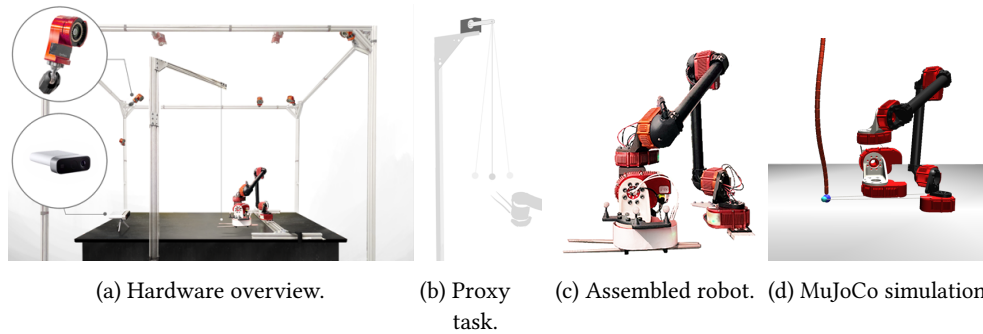 (a) Hardware overview.
(b) Proxy
task.
(c) Assembled robot.
(d) MuJoCo simulation